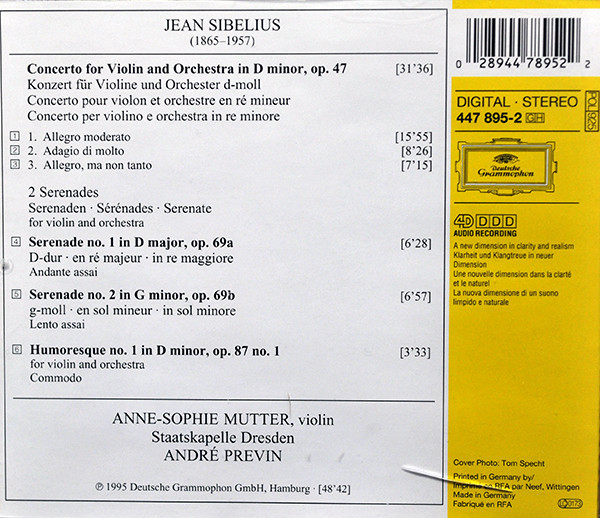 JEAN SIBELIUS
(1865–1957)
Concerto for Violin and Orchestra in D minor, op. 47 [31'36]
Konzert für Violine und Orchester d-moll
Concerto pour violon et orchestre en ré mineur
Concerto per violino e orchestra in re minore
1 1. Allegro moderato [15'55]
2 2. Adagio di molto [8'26]
3 3. Allegro, ma non tanto [7'15]
2 Serenades
Serenaden · Sérénades · Serenate
for violin and orchestra
4 Serenade no. 1 in D major, op. 69a [6'28]
D-dur · en ré majeur · in re maggiore
Andante assai
5 Serenade no. 2 in G minor, op. 69b [6'57]
g-moll · en sol mineur · in sol minore
Lento assai
6 Humoresque no. 1 in D minor, op. 87 no. 1 [3'33]
for violin and orchestra
Commodo
ANNE-SOPHIE MUTTER, violin
Staatskapelle Dresden
ANDRÉ PREVIN
℗ 1995 Deutsche Grammophon GmbH, Hamburg · [48'42]
0 28944 78952 2
DIGITAL · STEREO
447 895-2 GH
Deutsche
Grammophon
4D DDD
AUDIO RECORDING
A new dimension in clarity and realism
Klarheit und Klangtreue in neuer
Dimension
Une nouvelle dimension dans la clarté
et le naturel
La nuova dimensione di un suono
limpido e naturale
Cover Photo: Tom Specht
Printed in Germany by/
Imprimé en RFA par Neef, Wittingen
Made in Germany
Fabriqué en RFA